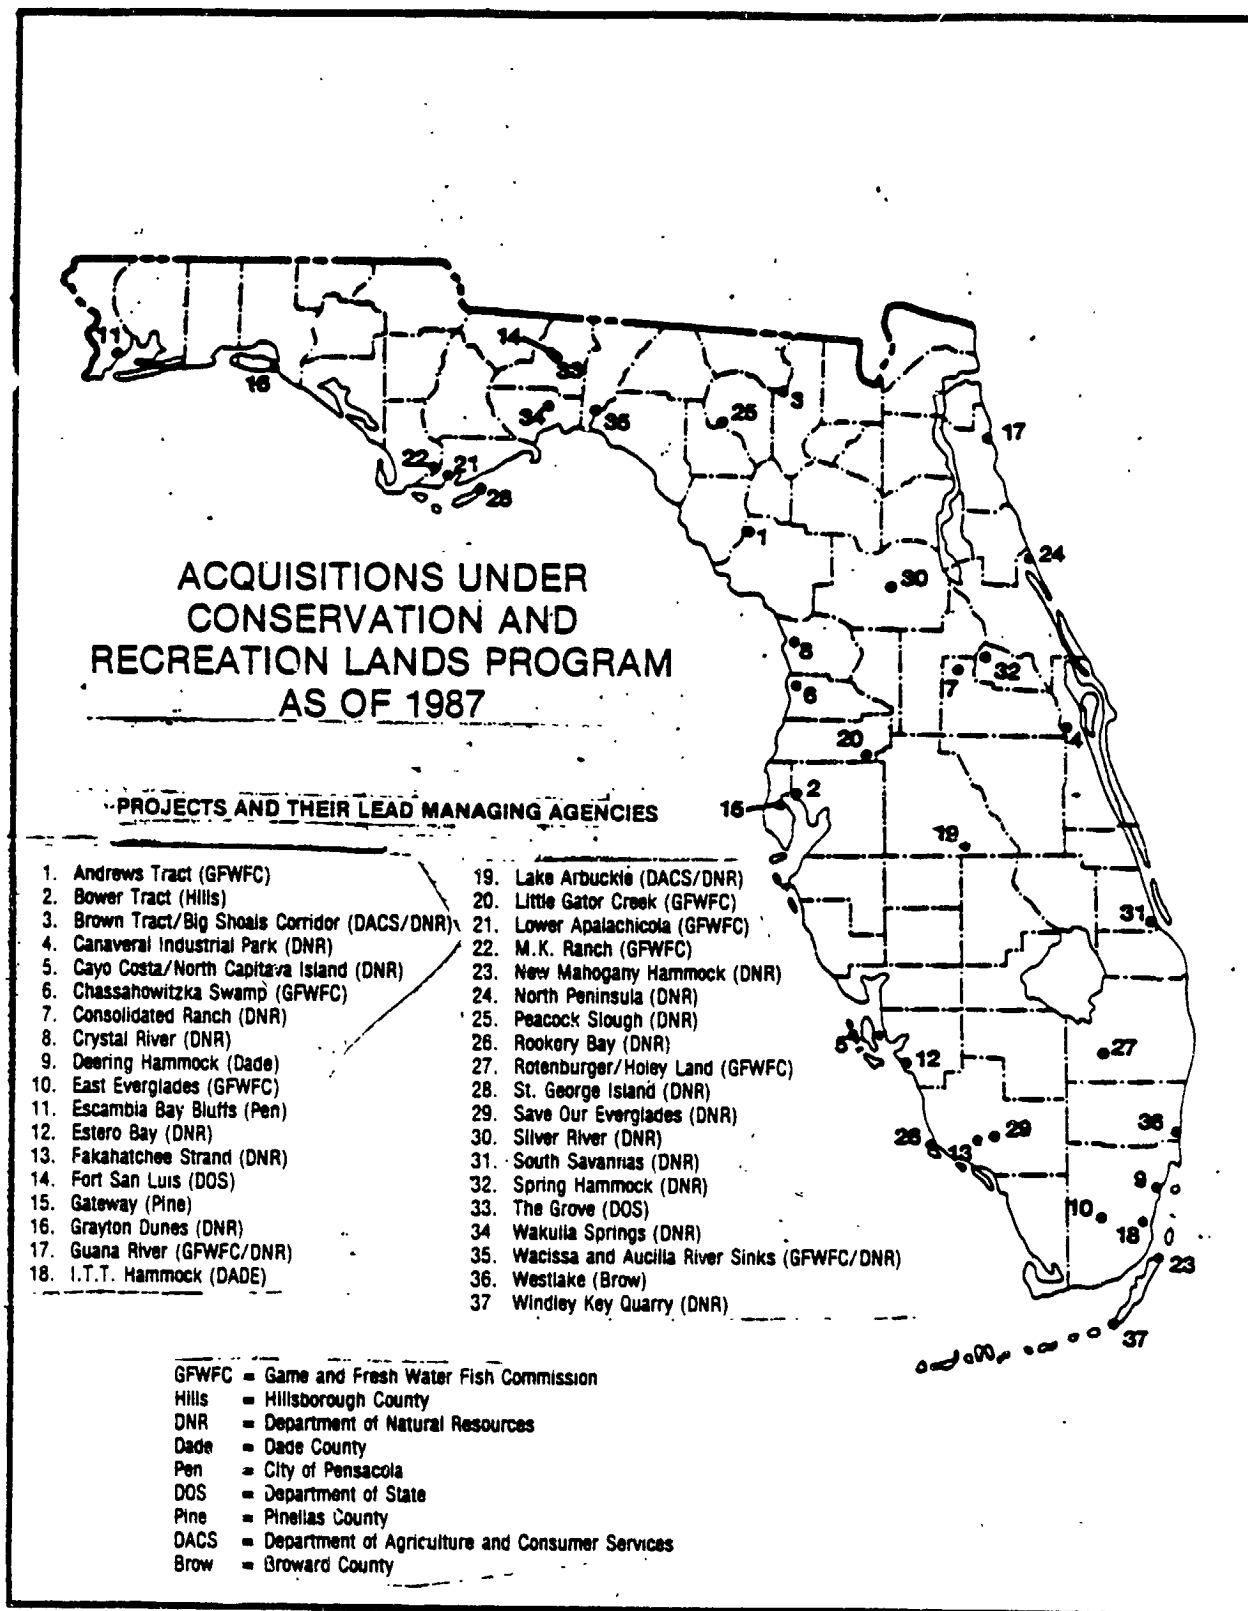 11
16
14
33
34
35
3
25
17
22
21
28
1
24
30
8
32
7
6
4
20
2
15
19
31
5
12
27
36
26
13
29
9
10
18
23
37
ACQUISITIONS UNDER
CONSERVATION AND
RECREATION LANDS PROGRAM
AS OF 1987
PROJECTS AND THEIR LEAD MANAGING AGENCIES
1. Andrews Tract (GFWFC)
2. Bower Tract (Hills)
3. Brown Tract/Big Shoals Corridor (DACS/DNR)
4. Canaveral Industrial Park (DNR)
5. Cayo Costa/North Capitava Island (DNR)
6. Chassahowitzka Swamp (GFWFC)
7. Consolidated Ranch (DNR)
8. Crystal River (DNR)
9. Deering Hammock (Dade)
10. East Everglades (GFWFC)
11. Escambia Bay Bluffs (Pen)
12. Estero Bay (DNR)
13. Fakahatchee Strand (DNR)
14. Fort San Luis (DOS)
15. Gateway (Pine)
16. Grayton Dunes (DNR)
17. Guana River (GFWFC/DNR)
18. I.T.T. Hammock (DADE)
19. Lake Arbuckle (DACS/DNR)
20. Little Gator Creek (GFWFC)
21. Lower Apalachicola (GFWFC)
22. M.K. Ranch (GFWFC)
23. New Mahogany Hammock (DNR)
24. North Peninsula (DNR)
25. Peacock Slough (DNR)
26. Rookery Bay (DNR)
27. Rotenburger/Holey Land (GFWFC)
28. St. George Island (DNR)
29. Save Our Everglades (DNR)
30. Silver River (DNR)
31. South Savannas (DNR)
32. Spring Hammock (DNR)
33. The Grove (DOS)
34 Wakulla Springs (DNR)
35. Wacissa and Aucilla River Sinks (GFWFC/DNR)
36. Westlake (Brow)
37 Windley Key Quarry (DNR)
GFWFC = Game and Fresh Water Fish Commission
Hills = Hillsborough County
DNR = Department of Natural Resources
Dade = Dade County
Pen = City of Pensacola
DOS = Department of State
Pine = Pinellas County
DACS = Department of Agriculture and Consumer Services
Brow = Broward County